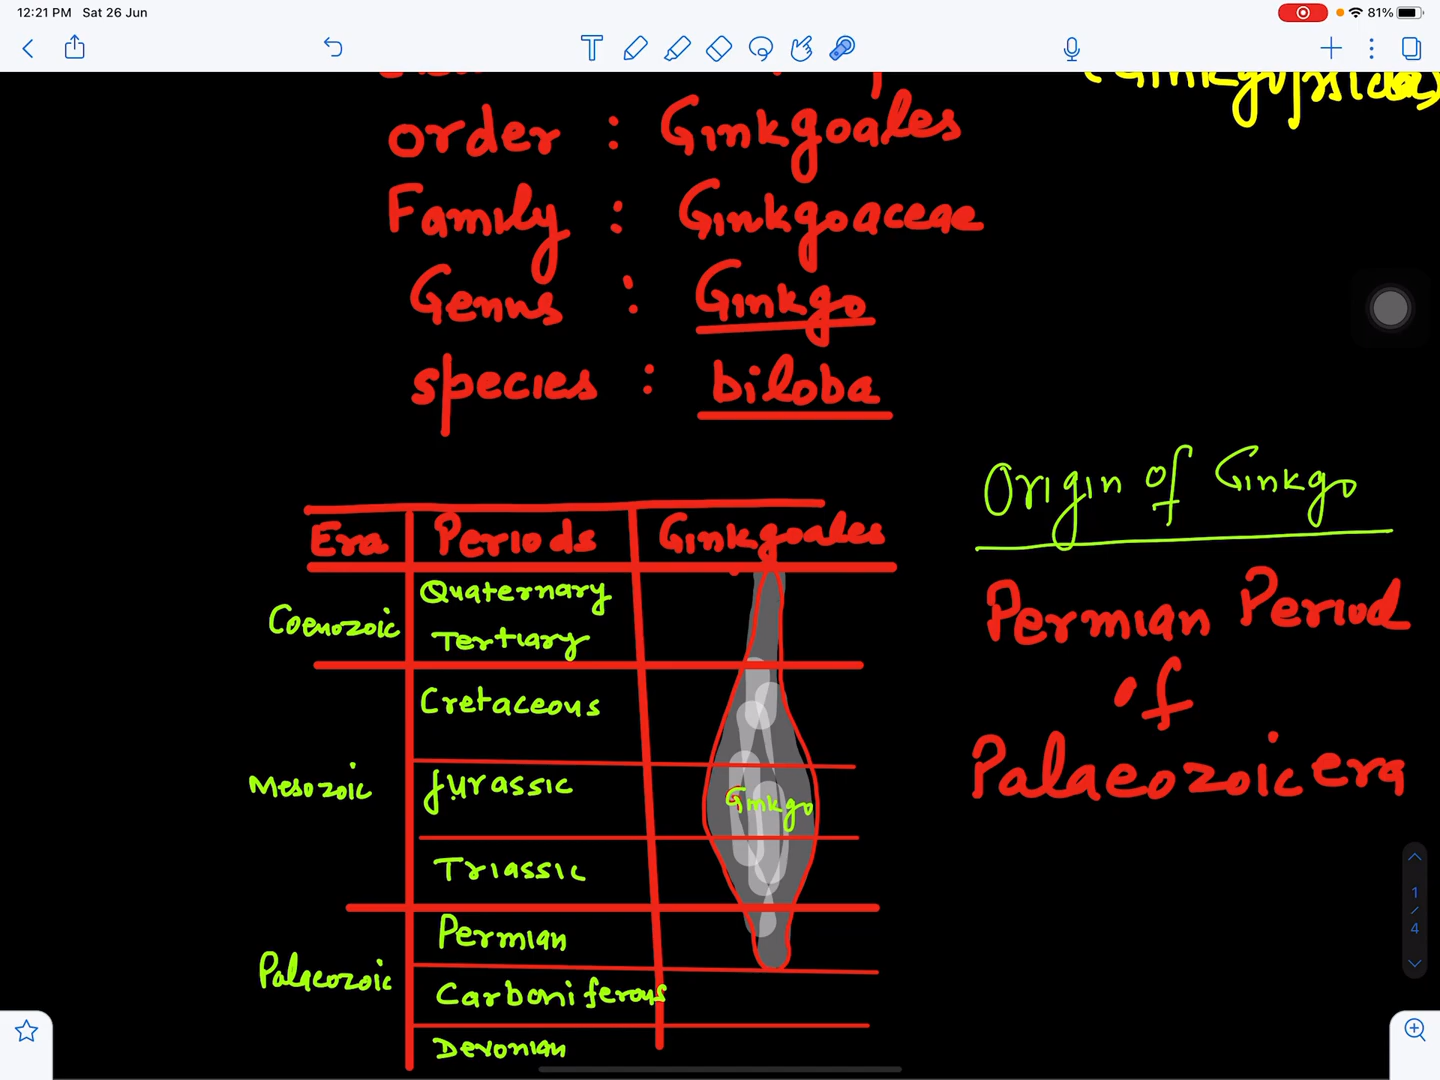 12:21 PM Sat 26 Jun
81%
order : Ginkgoales
Family : Ginkgoaceae
Genus : Ginkgo
species : biloba
Origin of Ginkgo
Permian Period
of
Palaeozoic era
Era Periods Ginkgoales
Coenozoic
Quaternary
Tertiary
Mesozoic
Cretaceous
Jurassic
Ginkgo
Triassic
Palaeozoic
Permian
Carboniferous
Devonian
1
/
4